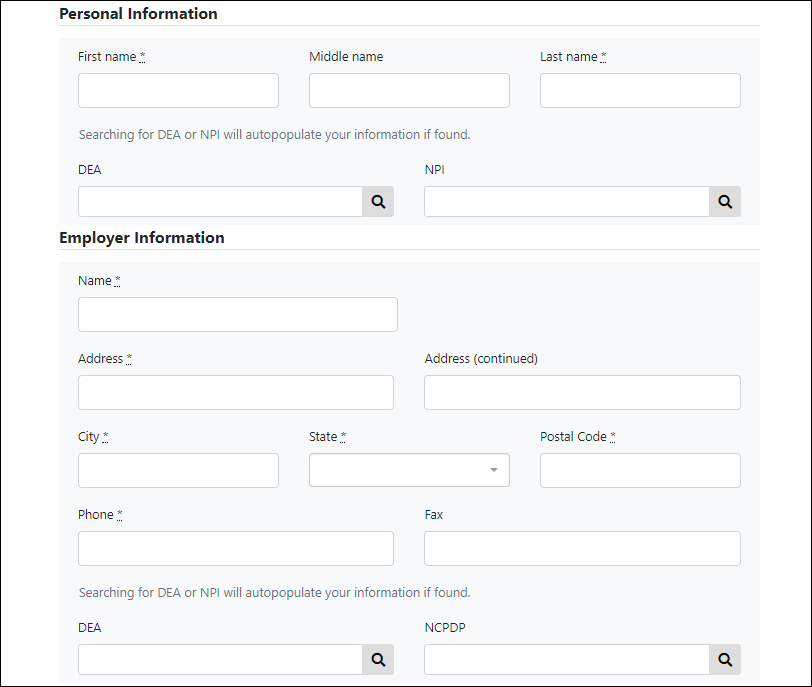 Personal Information
First name * Middle name Last name *
Searching for DEA or NPI will autopopulate your information if found.
DEA NPI
Employer Information
Name *
Address * Address (continued)
City * State * Postal Code *
Phone * Fax
Searching for DEA or NPI will autopopulate your information if found.
DEA NCPDP